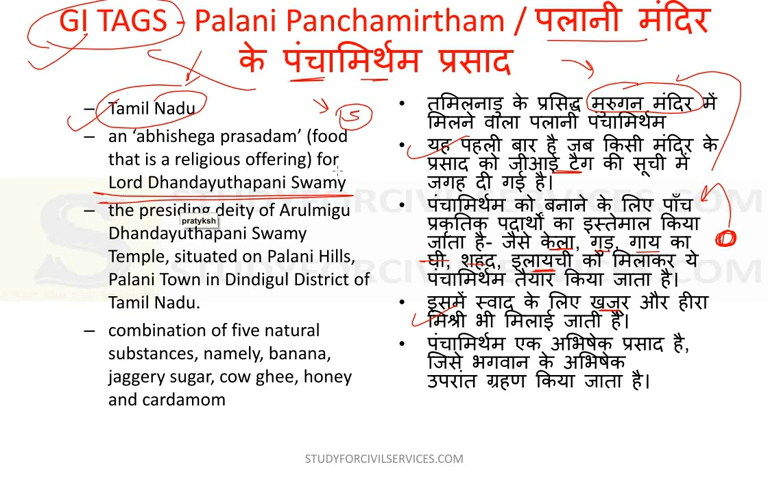 GI TAGS - Palani Panchamirtham / पलानी मंदिर
के पंचामिर्थम प्रसाद
– Tamil Nadu
– an ‘abhishega prasadam’ (food
that is a religious offering) for
Lord Dhandayuthapani Swamy
– the presiding deity of Arulmigu
Dhandayuthapani Swamy
Temple, situated on Palani Hills,
Palani Town in Dindigul District of
Tamil Nadu.
– combination of five natural
substances, namely, banana,
jaggery sugar, cow ghee, honey
and cardamom
pratyksh
5
• तमिलनाडु के प्रसिद्ध मुरुगन मंदिर में
मिलने वाला पलानी पंचामिर्थम
• यह पहली बार है जब किसी मंदिर के
प्रसाद को जीआई टैग की सूची में
जगह दी गई है।
• पंचामिर्थम को बनाने के लिए पाँच
प्रकृतिक पदार्थों का इस्तेमाल किया
जाता है- जैसे केला, गुड़, गाय का
घी, शहद, इलायची को मिलाकर ये
पंचामिर्थम तैयार किया जाता है।
• इसमें स्वाद के लिए खजूर और हीरा
मिश्री भी मिलाई जाती है।
• पंचामिर्थम एक अभिषेक प्रसाद है,
जिसे भगवान के अभिषेक
उपरांत ग्रहण किया जाता है।
STUDYFORCIVILSERVICES.COM